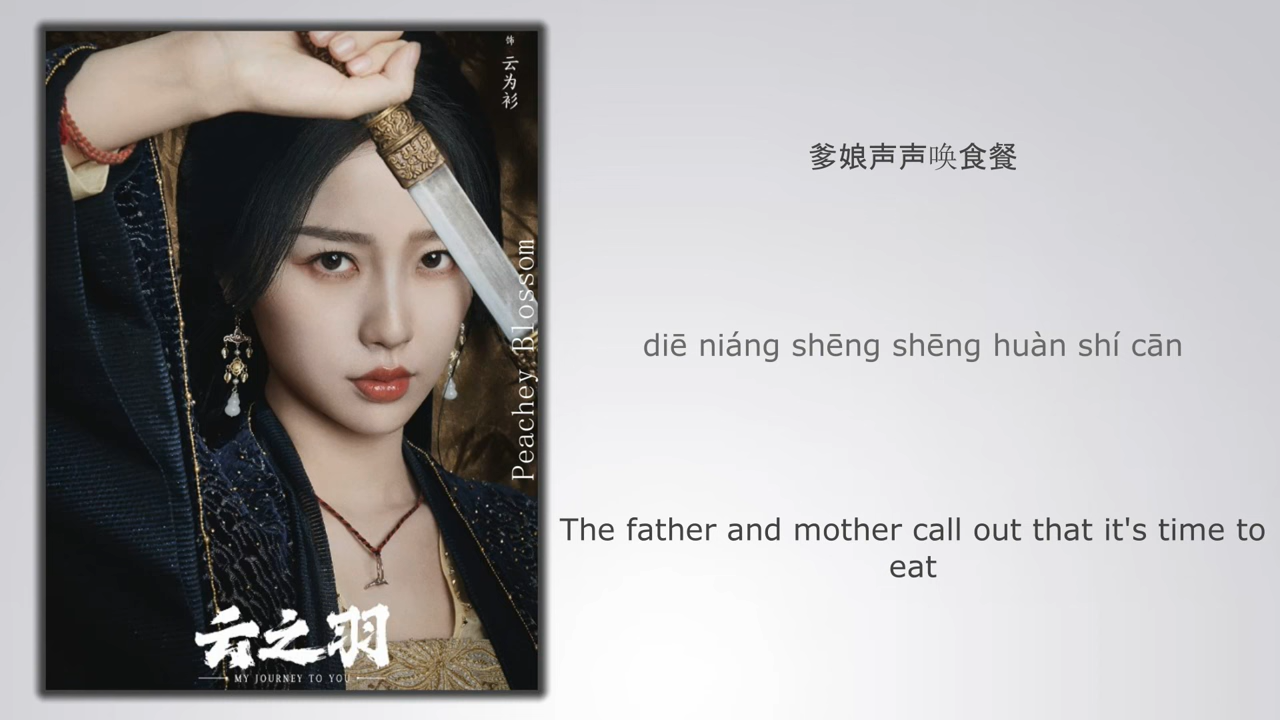 饰
云为衫
Peachey Blossom
云之羽
MY JOURNEY TO YOU
爹娘声声唤食餐
diē niáng shēng shēng huàn shí cān
The father and mother call out that it's time to
eat